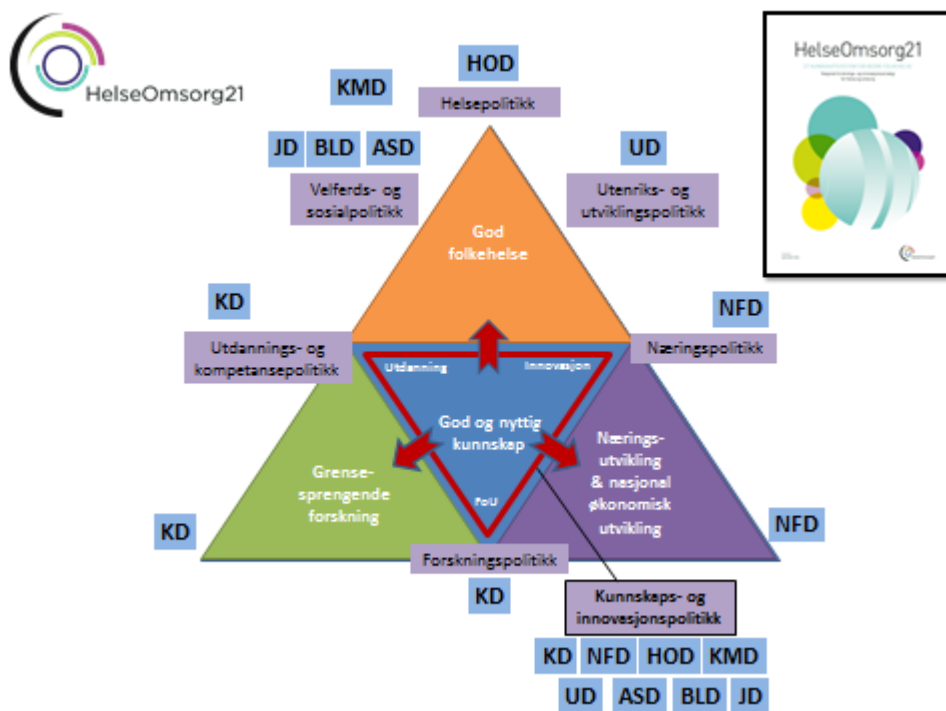 HelseOmsorg21
HOD
KMD
Helsepolitikk
JD BLD ASD
UD
Velferds- og
sosialpolitikk
Utenriks- og
utviklingspolitikk
HelseOmsorg21
God
folkehelse
KD
NFD
Utdannings- og
kompetansepolitikk
Næringspolitikk
Utdanning
Innovasjon
God og nyttig
kunnskap
Grense-
sprengende
forskning
Nærings-
utvikling
& nasjonal
økonomisk
utvikling
FoU
KD
NFD
Forskningspolitikk
KD
Kunnskaps- og
innovasjonspolitikk
KD NFD HOD KMD
UD ASD BLD JD